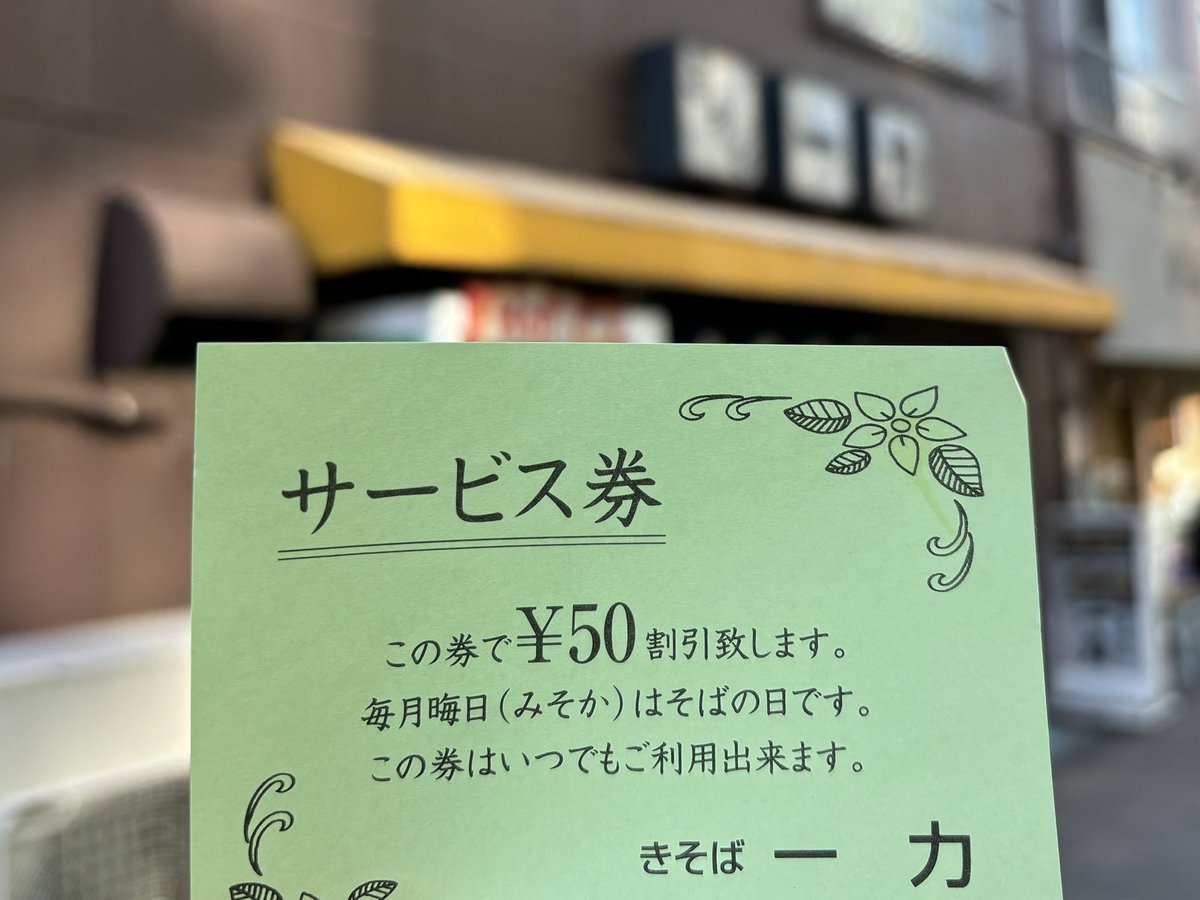 サービス券
この券で¥50割引致します。
毎月晦日(みそか)はそばの日です。
この券はいつでもご利用出来ます。
きそば 一 力